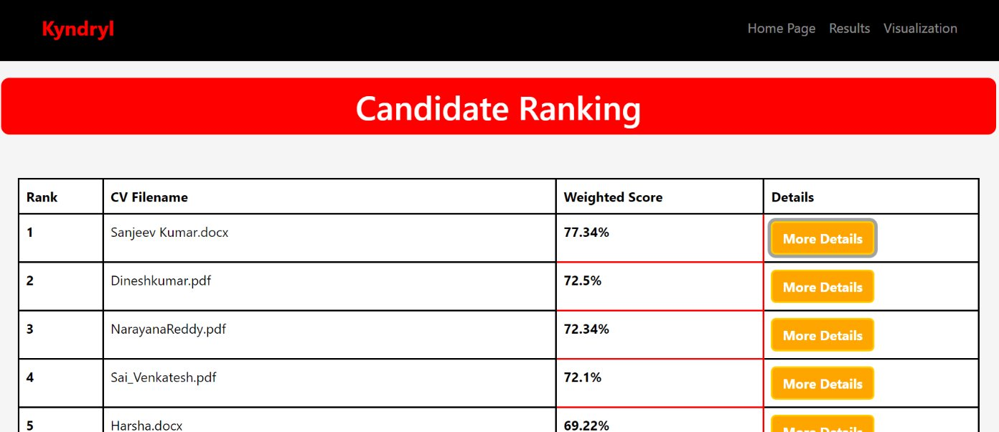 Kyndryl Home Page Results Visualization
Candidate Ranking
Rank CV Filename Weighted Score Details
1 Sanjeev Kumar.docx 77.34% More Details
2 Dineshkumar.pdf 72.5% More Details
3 NarayanaReddy.pdf 72.34% More Details
4 Sai_Venkatesh.pdf 72.1% More Details
5 Harsha.docx 69.22% More Details